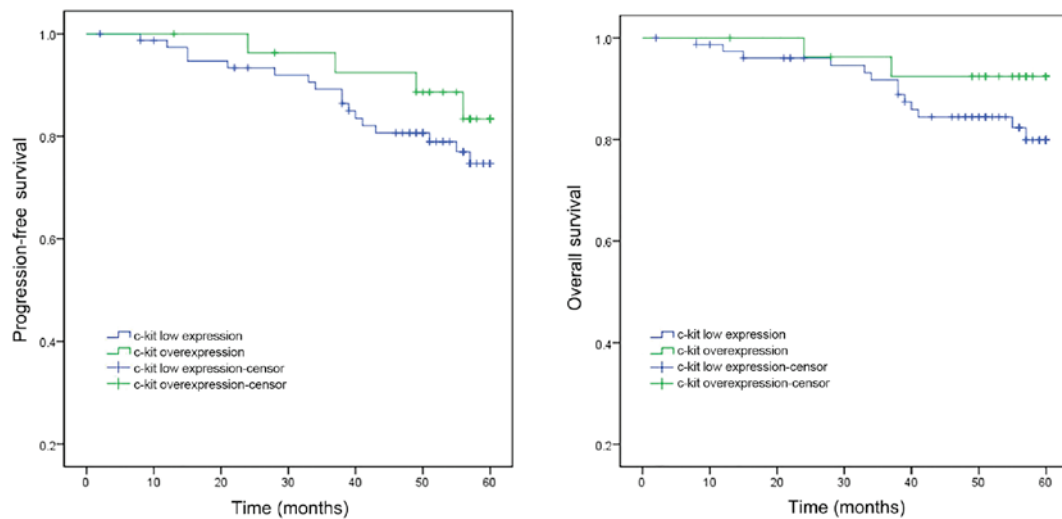 Progression-free survival
1.0
0.8
0.6
0.4
0.2
c-kit low expression
c-kit overexpression
c-kit low expression-censor
c-kit overexpression-censor
0 10 20 30 40 50 60
Time (months)
Overall survival
1.0
0.8
0.6
0.4
0.2
c-kit low expression
c-kit overexpression
c-kit low expression-censor
c-kit overexpression-censor
0 10 20 30 40 50 60
Time (months)